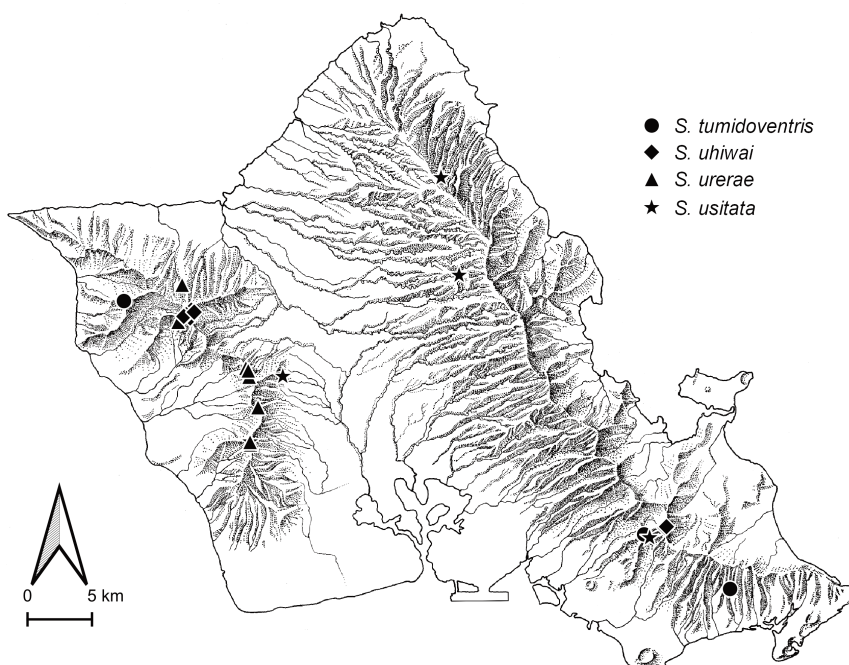 S. tumidoventris
S. uhiwai
S. urerae
S. usitata
0 5 km